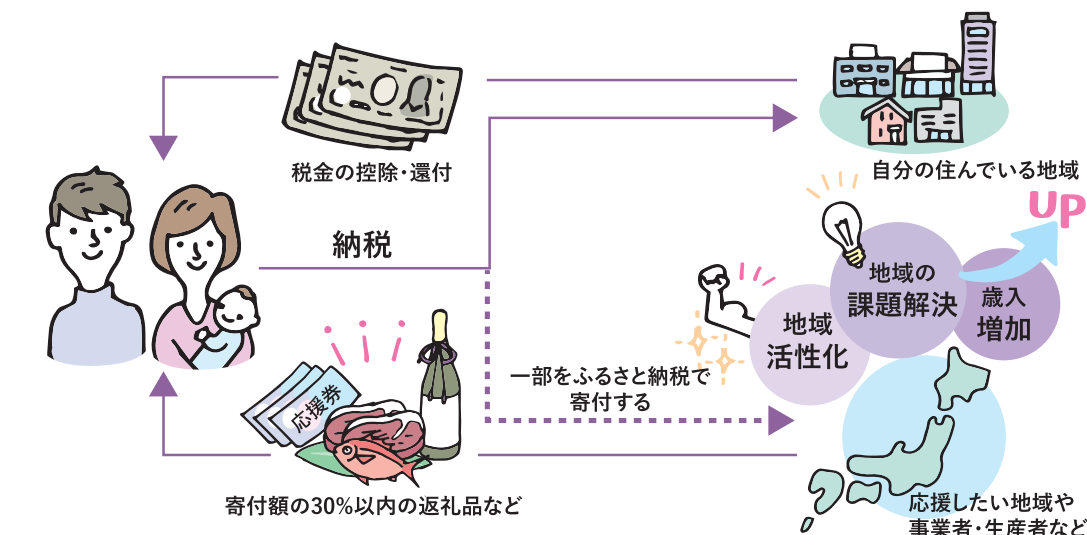 税金の控除・還付
自分の住んでいる地域
UP
納税
地域の
課題解決
歳入
増加
地域
活性化
一部をふるさと納税で
寄付する
応援券
寄付額の30%以内の返礼品など
応援したい地域や
事業者・生産者など